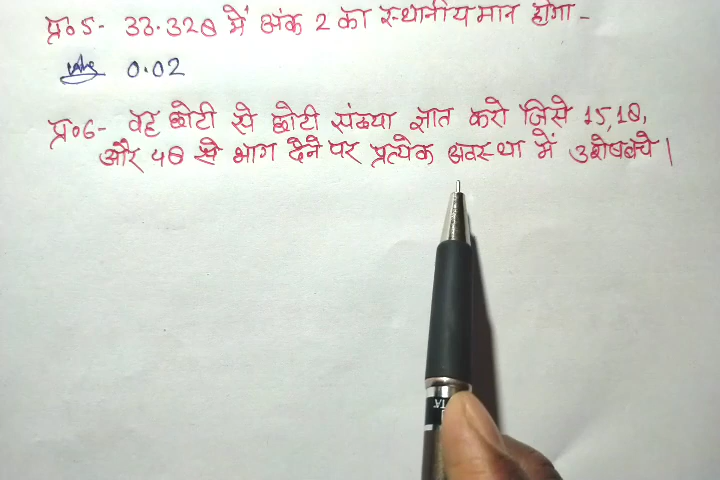 प्र०5- 33.328 में अंक 2 का स्थानीय मान होगा -
0.02
प्र०6- वह छोटी से छोटी संख्या ज्ञात करो जिसे 15,18,
और 48 से भाग देने पर प्रत्येक अवस्था में 3 शेष बचे।